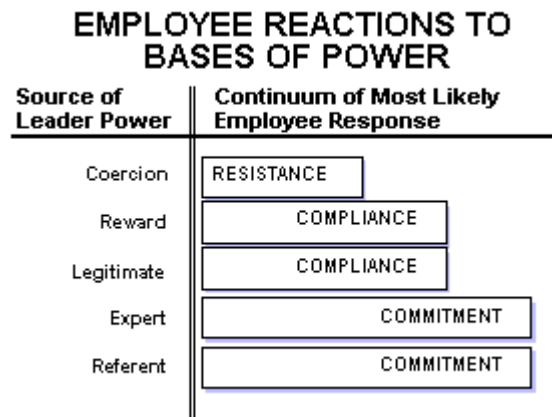 EMPLOYEE REACTIONS TO
BASES OF POWER
Source of
Leader Power
Continuum of Most Likely
Employee Response
Coercion RESISTANCE
Reward COMPLIANCE
Legitimate COMPLIANCE
Expert COMMITMENT
Referent COMMITMENT